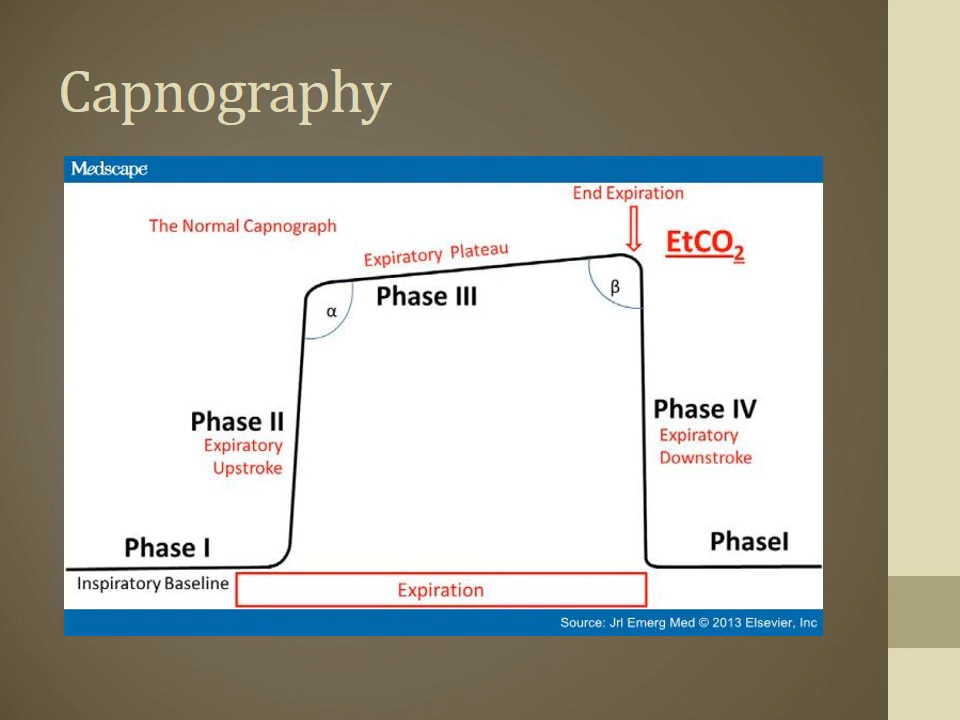 Capnography
Medscape
End Expiration
The Normal Capnograph
EtCO₂
Expiratory Plateau
Phase III
α
β
Phase II
Expiratory
Upstroke
Phase IV
Expiratory
Downstroke
Phase I
PhaseI
Inspiratory Baseline
Expiration
Source: Jrl Emerg Med © 2013 Elsevier, Inc